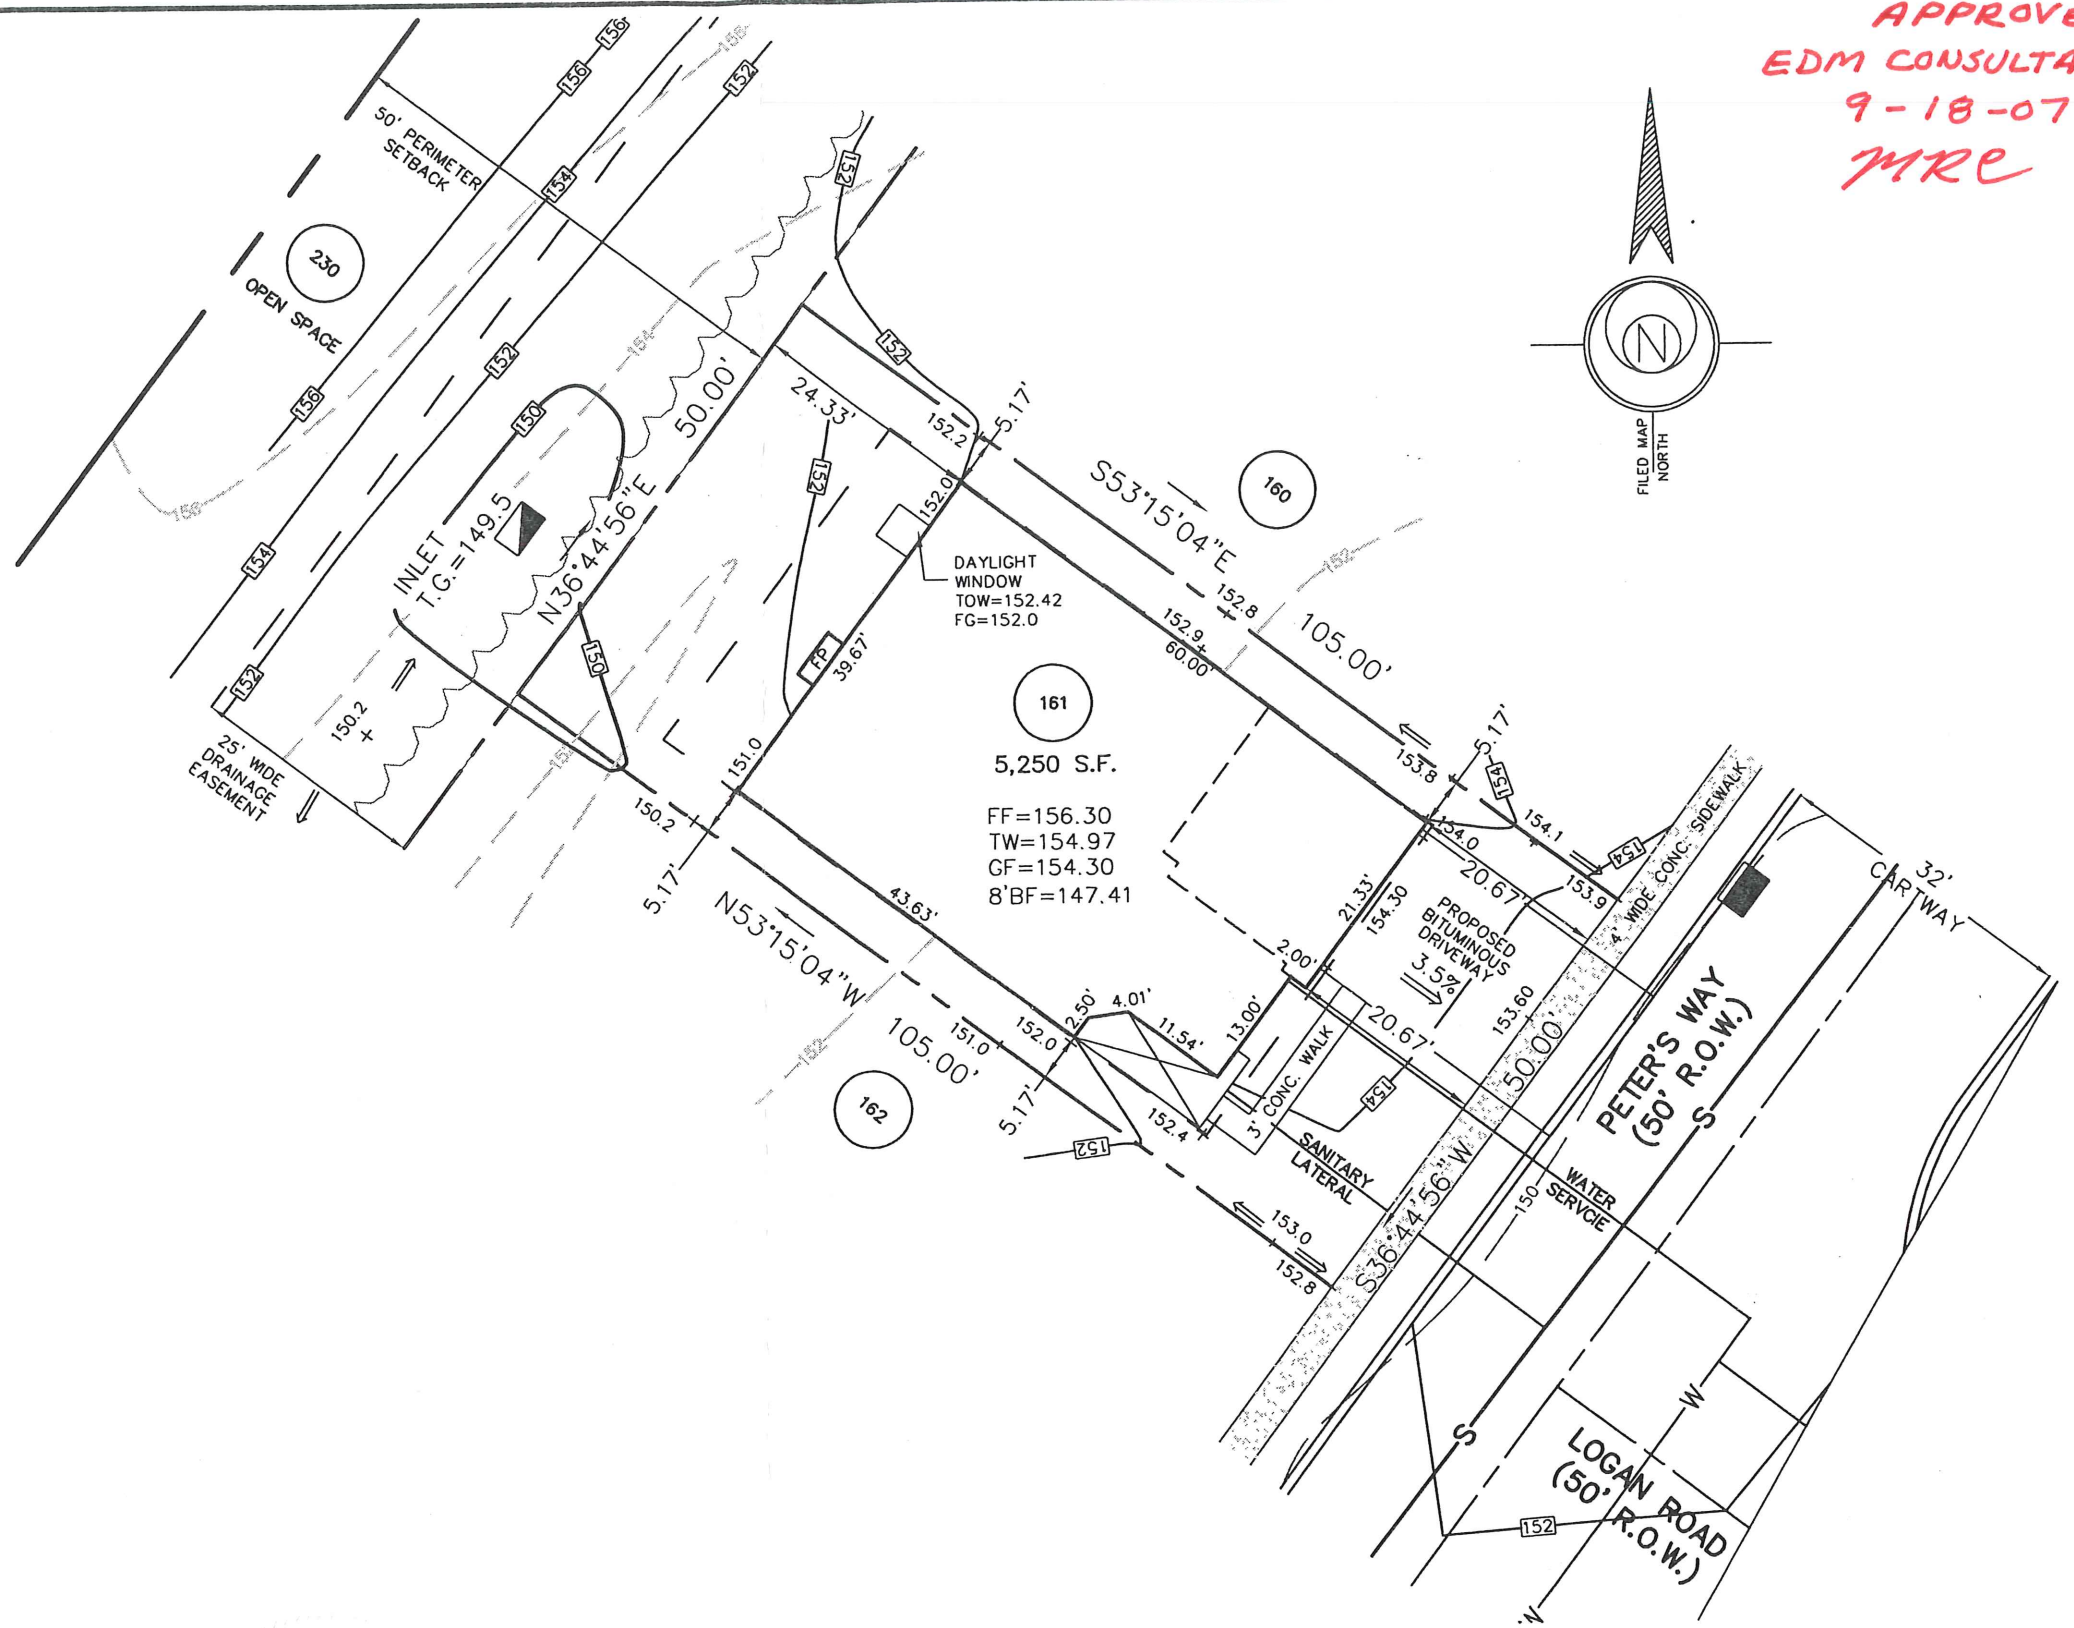 EDM
9-18-07
MRC
FILED MAP
NORTH
N
156
156
158
152
50' PERIMETER
SETBACK
154
152
230
OPEN SPACE
154
152
152
156
150
50.00'
24.33'
152
152.2
5.17'
152.0
S53°15'04"E
160
152
158
154
INLET
T.G.=149.5
N36°44'56"E
DAYLIGHT
WINDOW
TOW=152.42
FG=152.0
152.8
152.9
60.00'
105.00'
FP
39.67'
150
152
150.2
25' WIDE
DRAINAGE
EASEMENT
161
5,250 S.F.
FF=156.30
TW=154.97
GF=154.30
8'BF=147.41
151.0
150.2
5.17'
5.17'
153.8
154
154.0
154.1
154
153.9
20.67'
4' WIDE CONC. SIDEWALK
32'
CARTWAY
21.33'
154.30
PROPOSED
BITUMINOUS
DRIVEWAY
3.5%
2.00'
43.63'
N53°15'04"W
105.00'
151.0
152.0
2.50'
4.01'
11.54'
13.00'
20.67'
153.60
PETER'S WAY
(50' R.O.W.)
S
152
162
5.17'
152
152.4
3' CONC. WALK
154
SANITARY
LATERAL
S36°44'56"W
50.00'
150
WATER
SERVCIE
153.0
152.8
W
S
LOGAN ROAD
(50' R.O.W.)
152
W